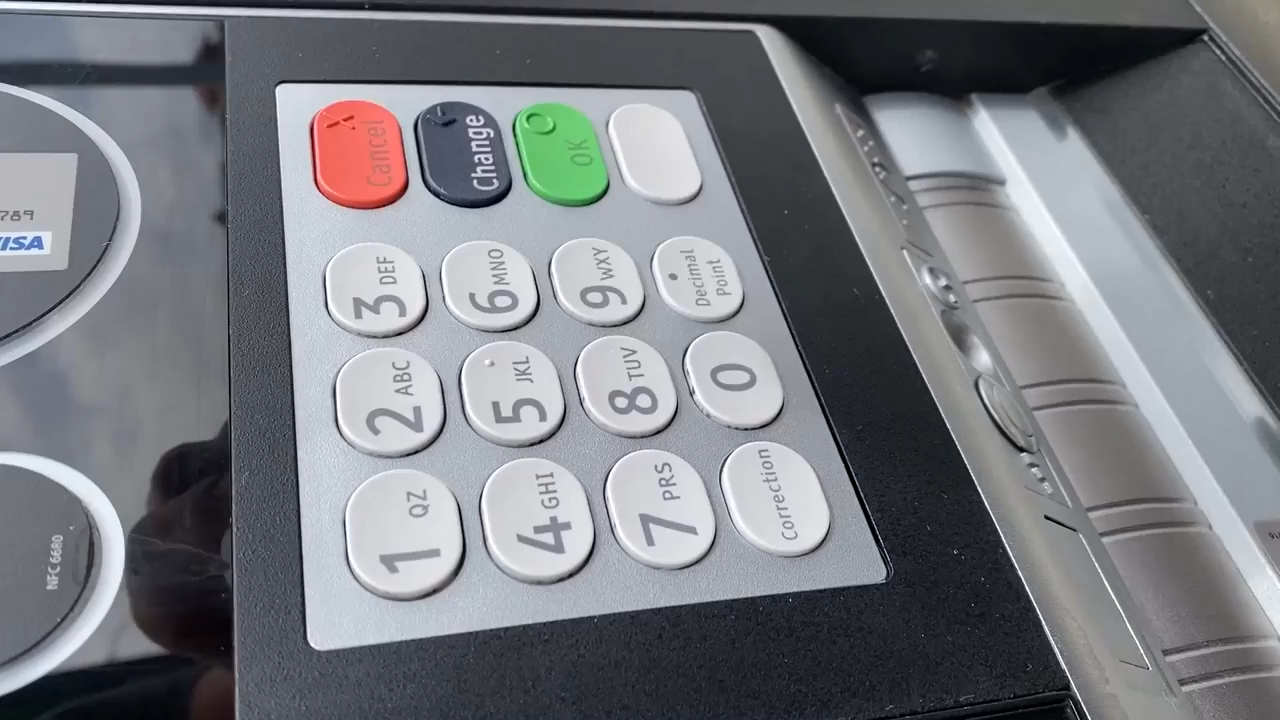 789
VISA
NFC 6680
1 QZ
2 ABC
3 DEF
Cancel
4 GHI
5 JKL
6 MNO
Change
7 PRS
8 TUV
9 WXY
OK
Correction
0
Decimal
Point